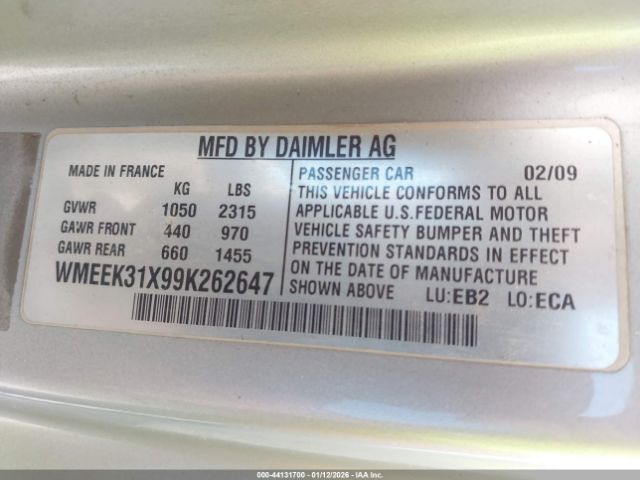 MFD BY DAIMLER AG
MADE IN FRANCE
KG LBS
GVWR 1050 2315
GAWR FRONT 440 970
GAWR REAR 660 1455
WMEEK31X99K262647
PASSENGER CAR 02/09
THIS VEHICLE CONFORMS TO ALL
APPLICABLE U.S.FEDERAL MOTOR
VEHICLE SAFETY BUMPER AND THEFT
PREVENTION STANDARDS IN EFFECT
ON THE DATE OF MANUFACTURE
SHOWN ABOVE LU:EB2 LO:ECA
000-44131700 - 01/12/2026 - IAA Inc.